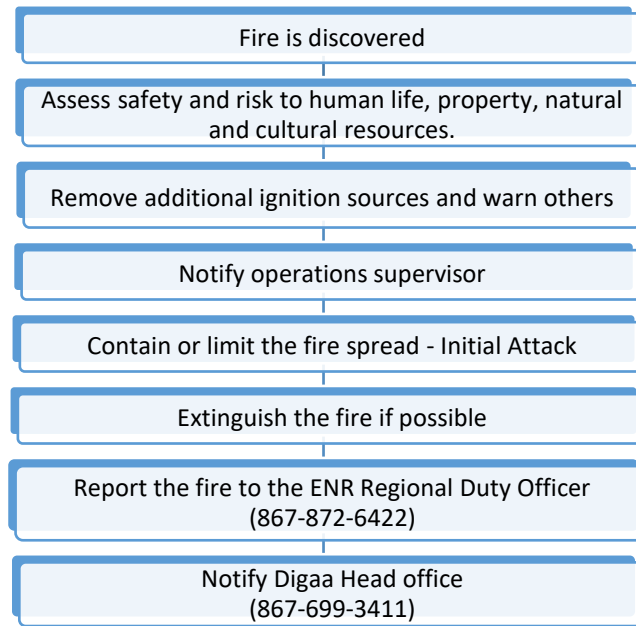 Fire is discovered
Assess safety and risk to human life, property, natural
and cultural resources.
Remove additional ignition sources and warn others
Notify operations supervisor
Contain or limit the fire spread - Initial Attack
Extinguish the fire if possible
Report the fire to the ENR Regional Duty Officer
(867-872-6422)
Notify Digaa Head office
(867-699-3411)